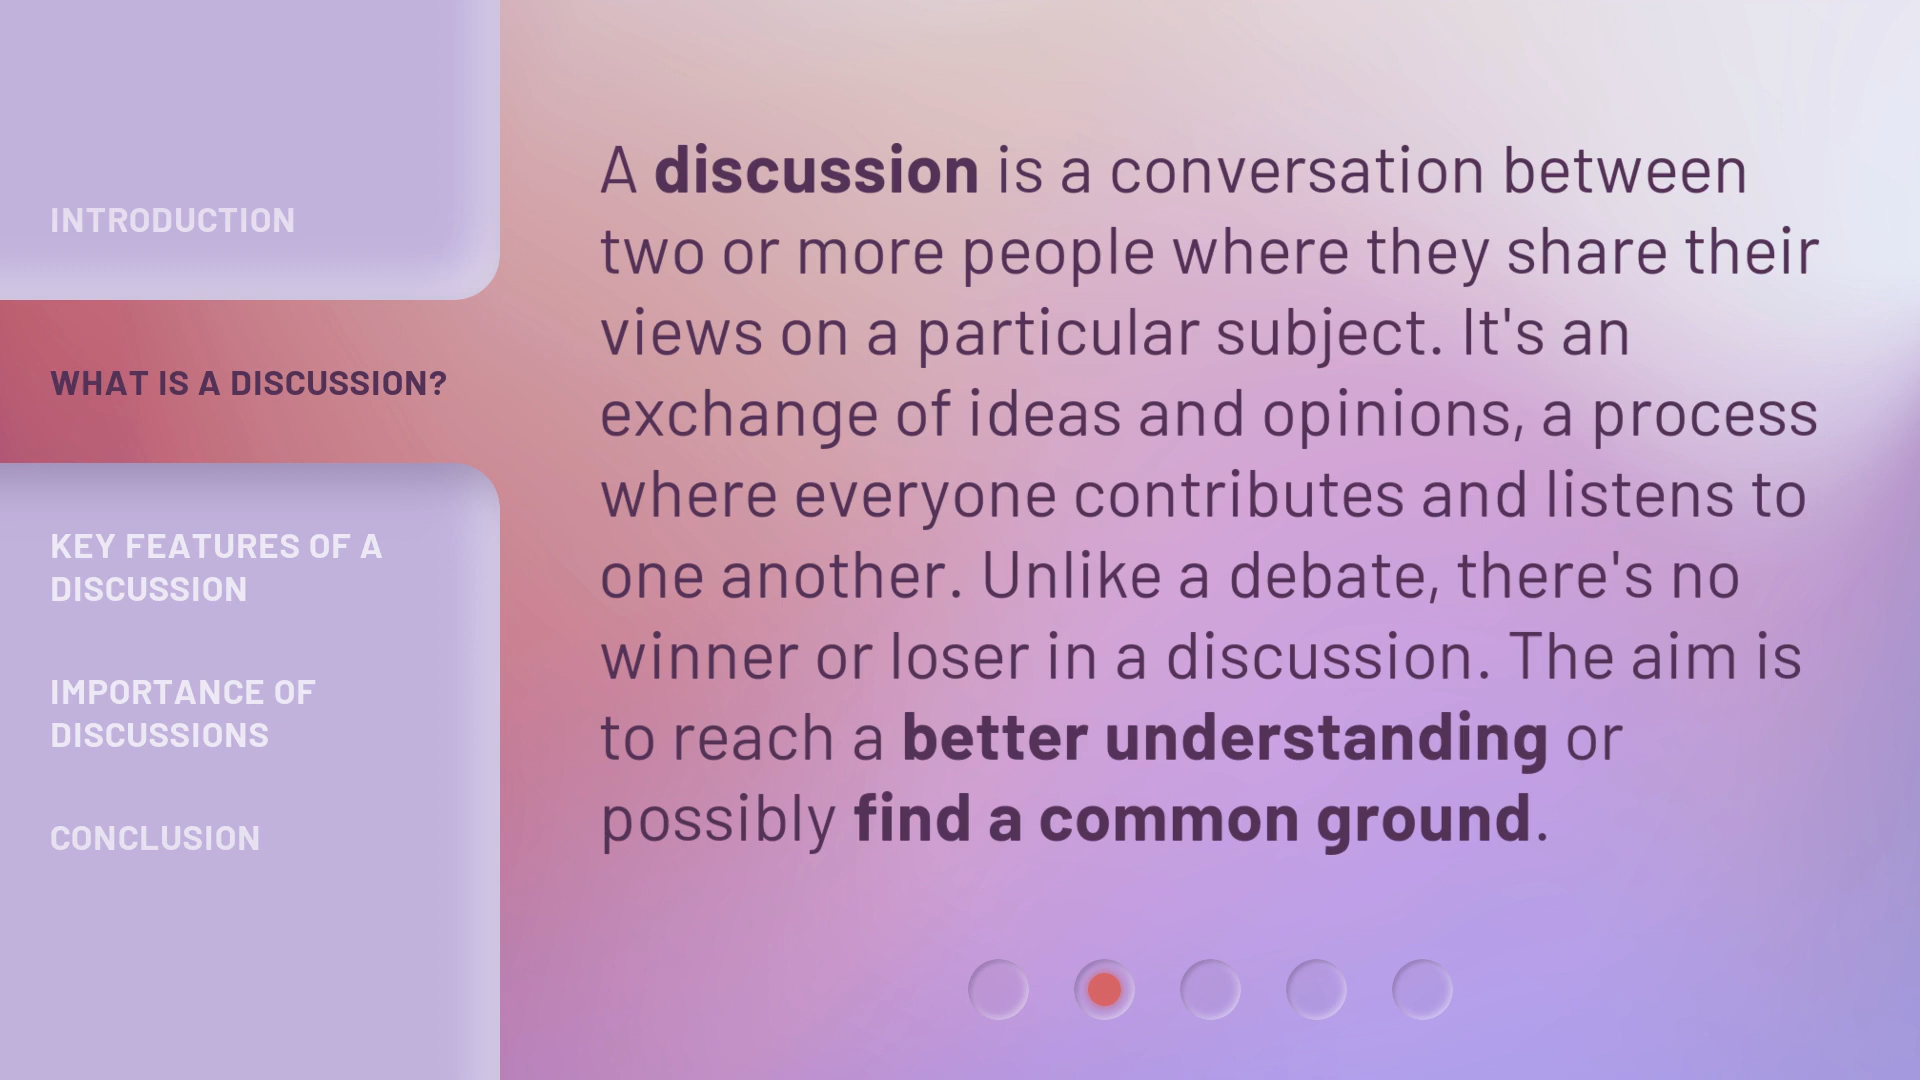 INTRODUCTION
WHAT IS A DISCUSSION?
KEY FEATURES OF A
DISCUSSION
IMPORTANCE OF
DISCUSSIONS
CONCLUSION
A discussion is a conversation between
two or more people where they share their
views on a particular subject. It's an
exchange of ideas and opinions, a process
where everyone contributes and listens to
one another. Unlike a debate, there's no
winner or loser in a discussion. The aim is
to reach a better understanding or
possibly find a common ground.